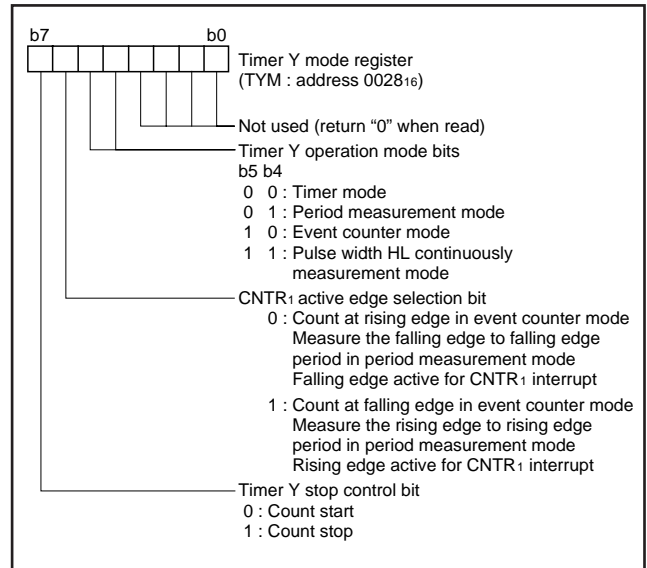 b7 b0
Timer Y mode register
(TYM : address 002816)
Not used (return “0” when read)
Timer Y operation mode bits
b5 b4
0 0 : Timer mode
0 1 : Period measurement mode
1 0 : Event counter mode
1 1 : Pulse width HL continuously
measurement mode
CNTR1 active edge selection bit
0 : Count at rising edge in event counter mode
Measure the falling edge to falling edge
period in period measurement mode
Falling edge active for CNTR1 interrupt
1 : Count at falling edge in event counter mode
Measure the rising edge to rising edge
period in period measurement mode
Rising edge active for CNTR1 interrupt
Timer Y stop control bit
0 : Count start
1 : Count stop